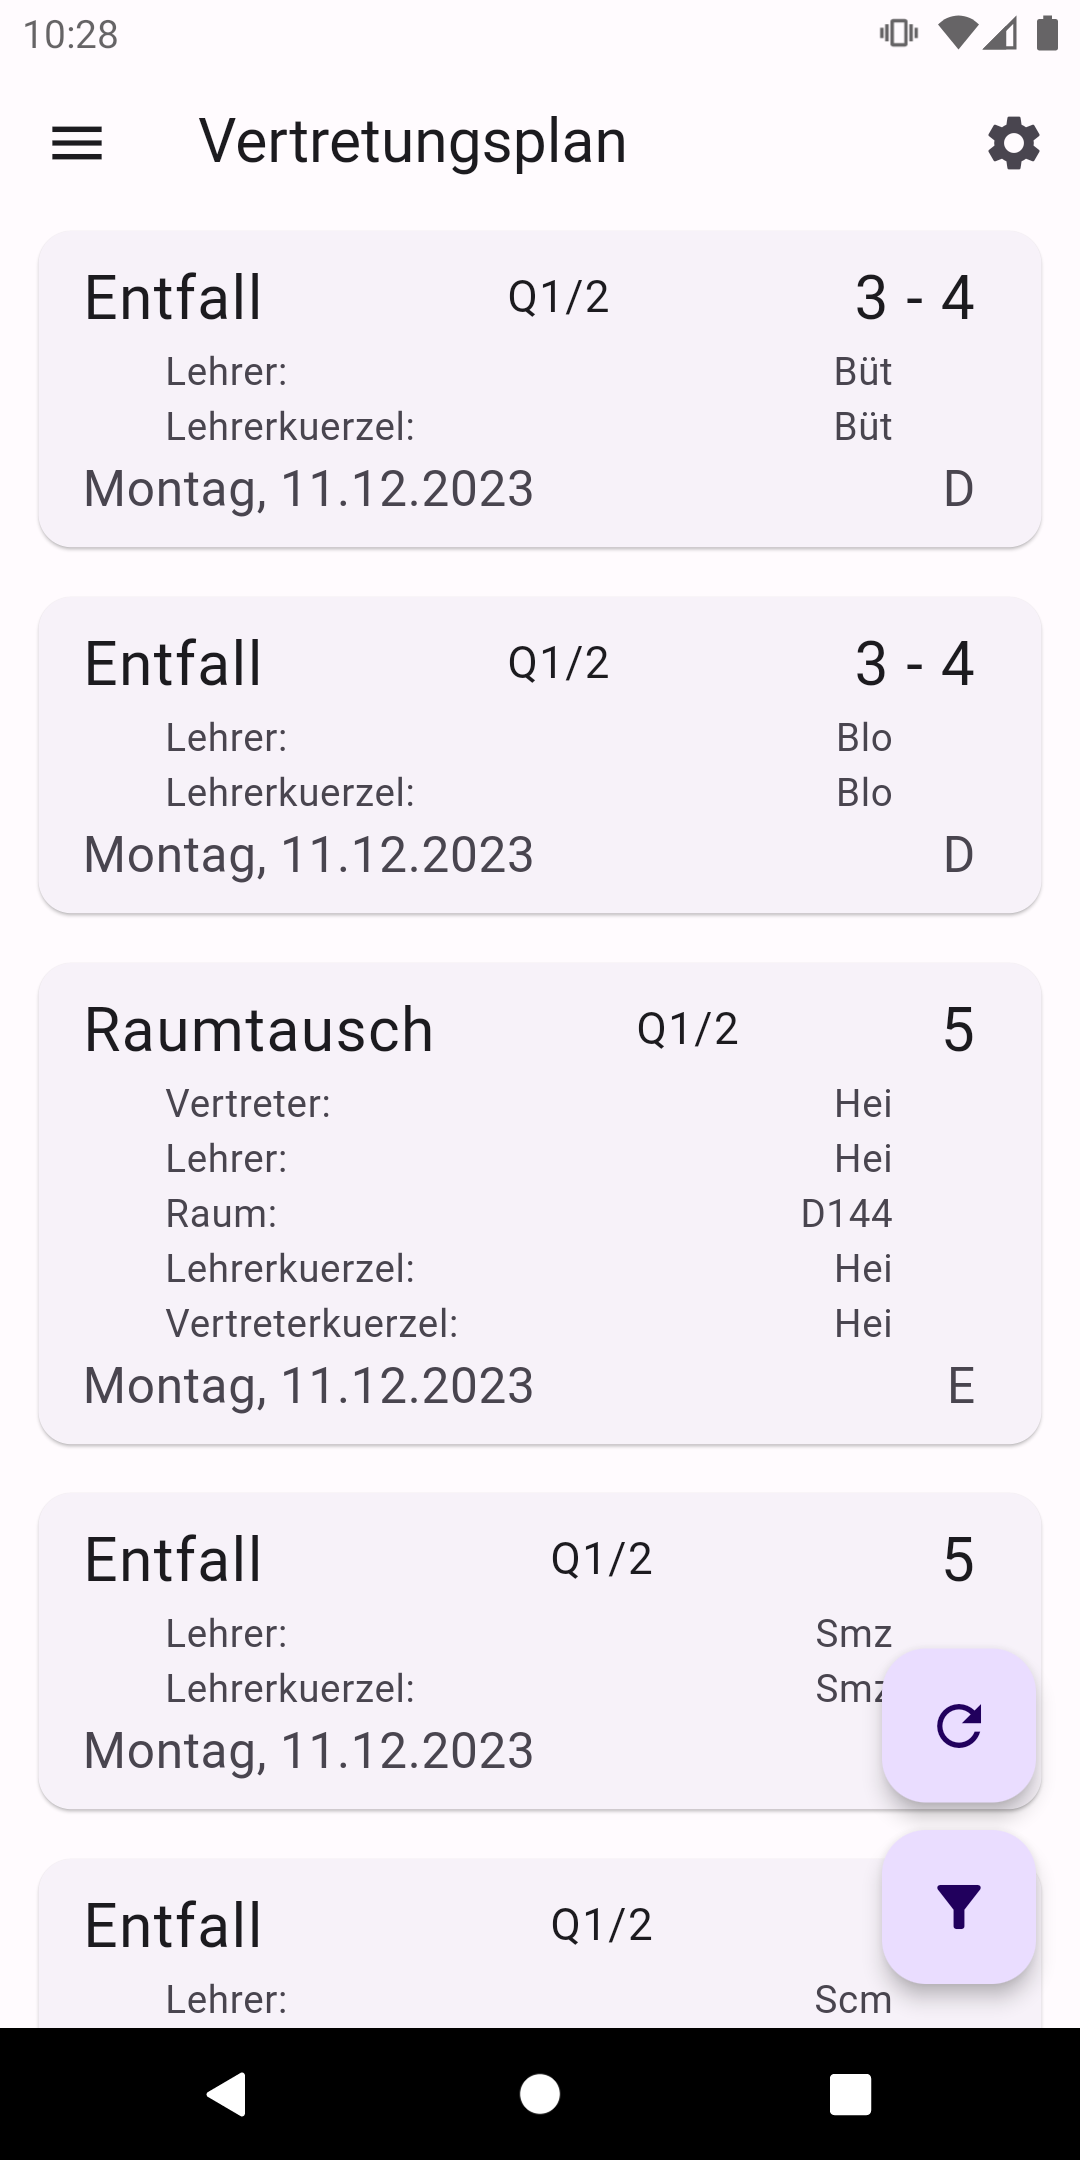 10:28
Vertretungsplan
Entfall Q1/2 3 - 4
Lehrer: Büt
Lehrerkuerzel: Büt
Montag, 11.12.2023 D
Entfall Q1/2 3 - 4
Lehrer: Blo
Lehrerkuerzel: Blo
Montag, 11.12.2023 D
Raumtausch Q1/2 5
Vertreter: Hei
Lehrer: Hei
Raum: D144
Lehrerkuerzel: Hei
Vertreterkuerzel: Hei
Montag, 11.12.2023 E
Entfall Q1/2 5
Lehrer: Smz
Lehrerkuerzel: Smz
Montag, 11.12.2023
Entfall Q1/2
Lehrer: Scm